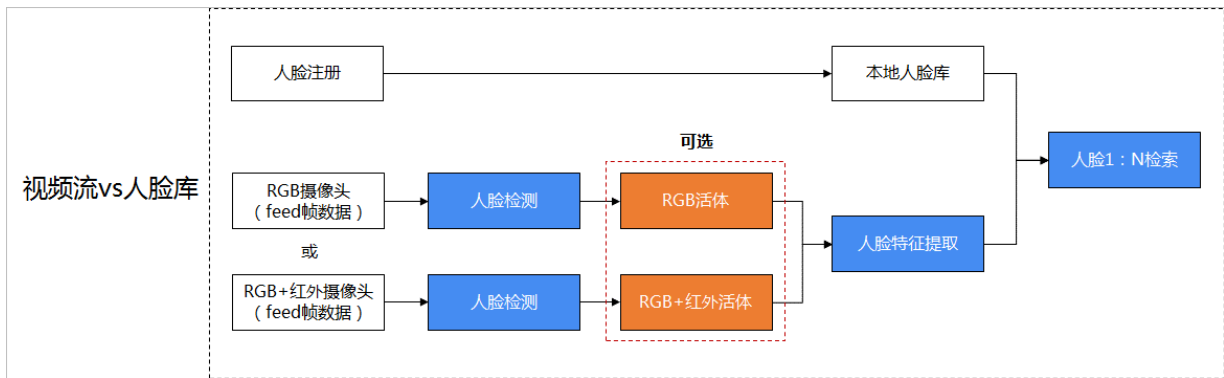 视频流vs人脸库
人脸注册
本地人脸库
可选
人脸1：N检索
RGB摄像头
（feed帧数据）
人脸检测
RGB活体
或
人脸特征提取
RGB+红外摄像头
（feed帧数据）
人脸检测
RGB+红外活体